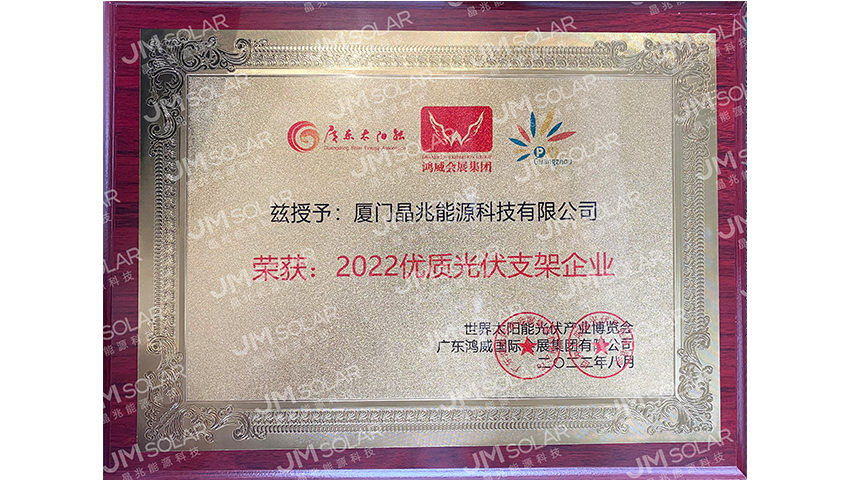 廣东太阳能
鸿威会展集团
Guangzhou
兹授予：厦门晶兆能源科技有限公司
荣获：2022优质光伏支架企业
世界太阳能光伏产业博览会
广东鸿威国际会展集团有限公司
二〇二二年八月
JM SOLAR
晶兆能源科技